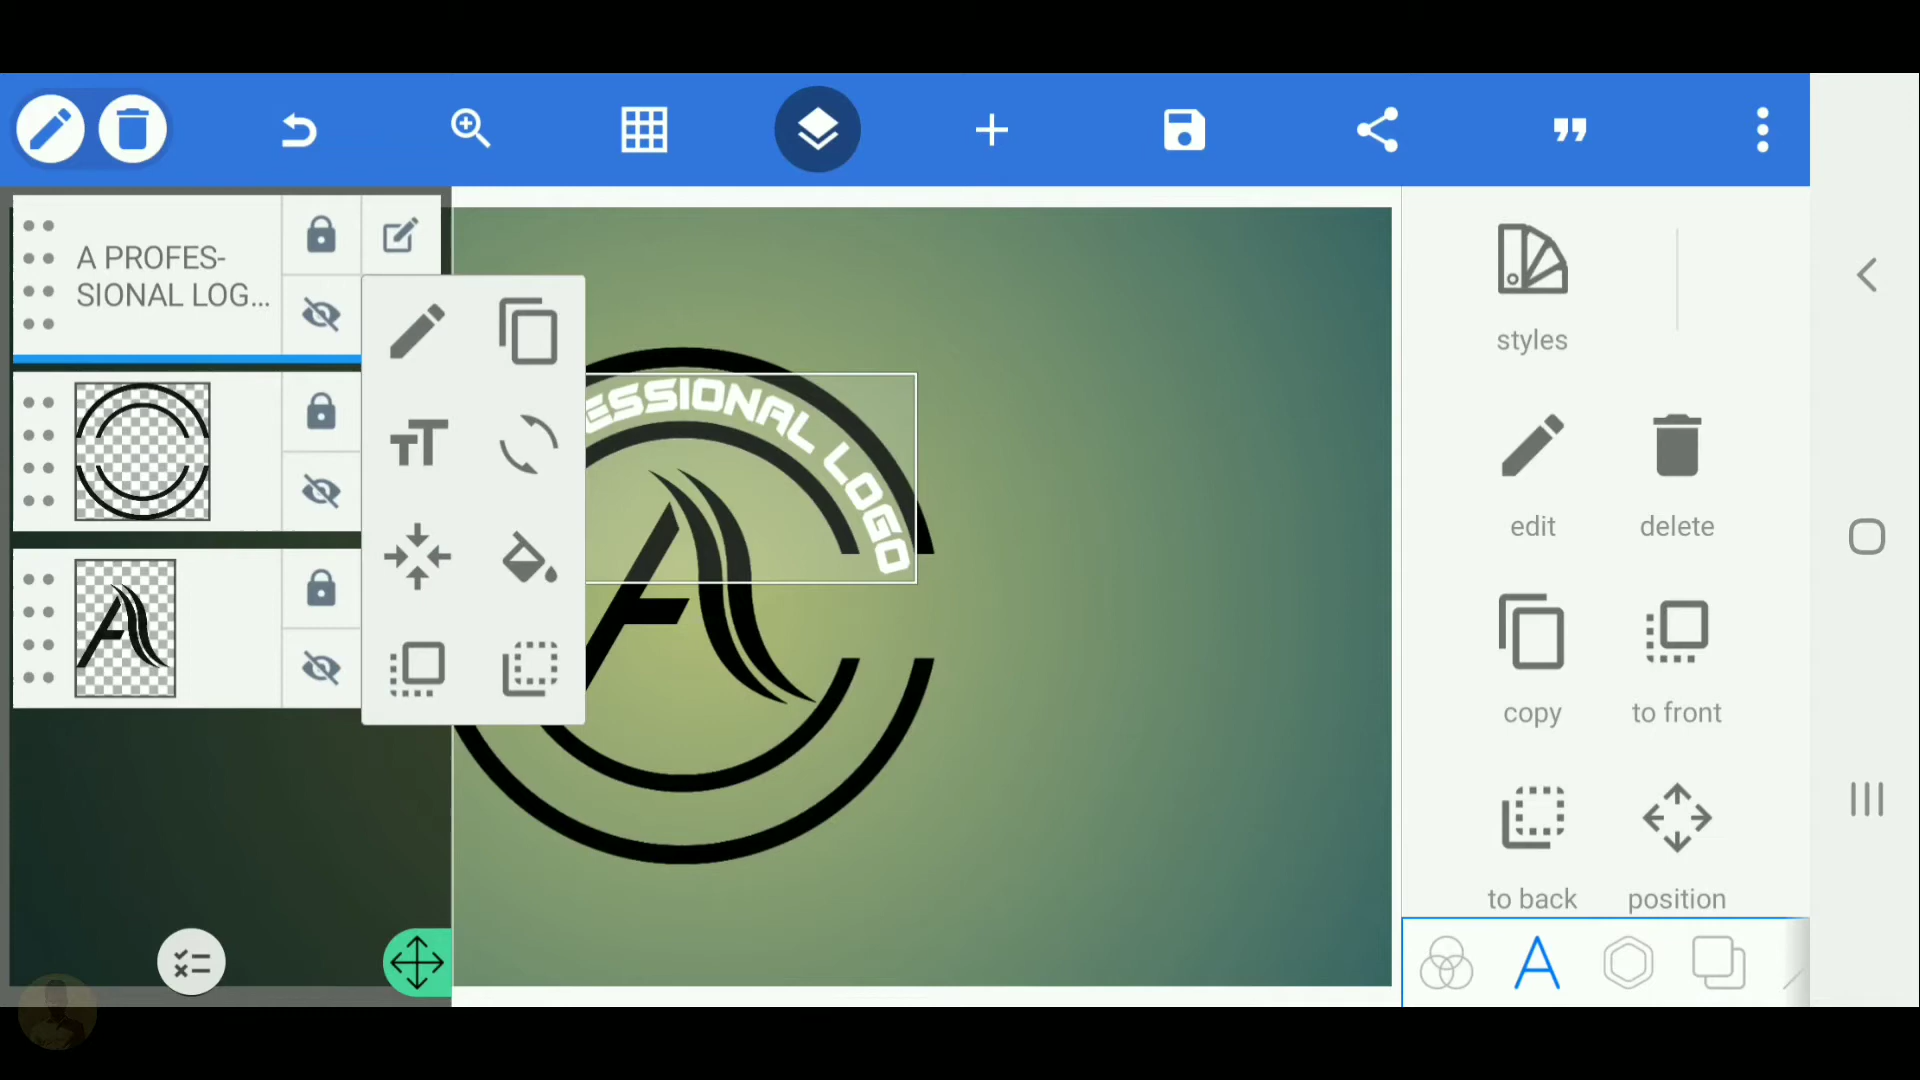 A PROFES-
SIONAL LOG...
ESSIONAL LOGO
styles
edit
delete
copy
to front
to back
position